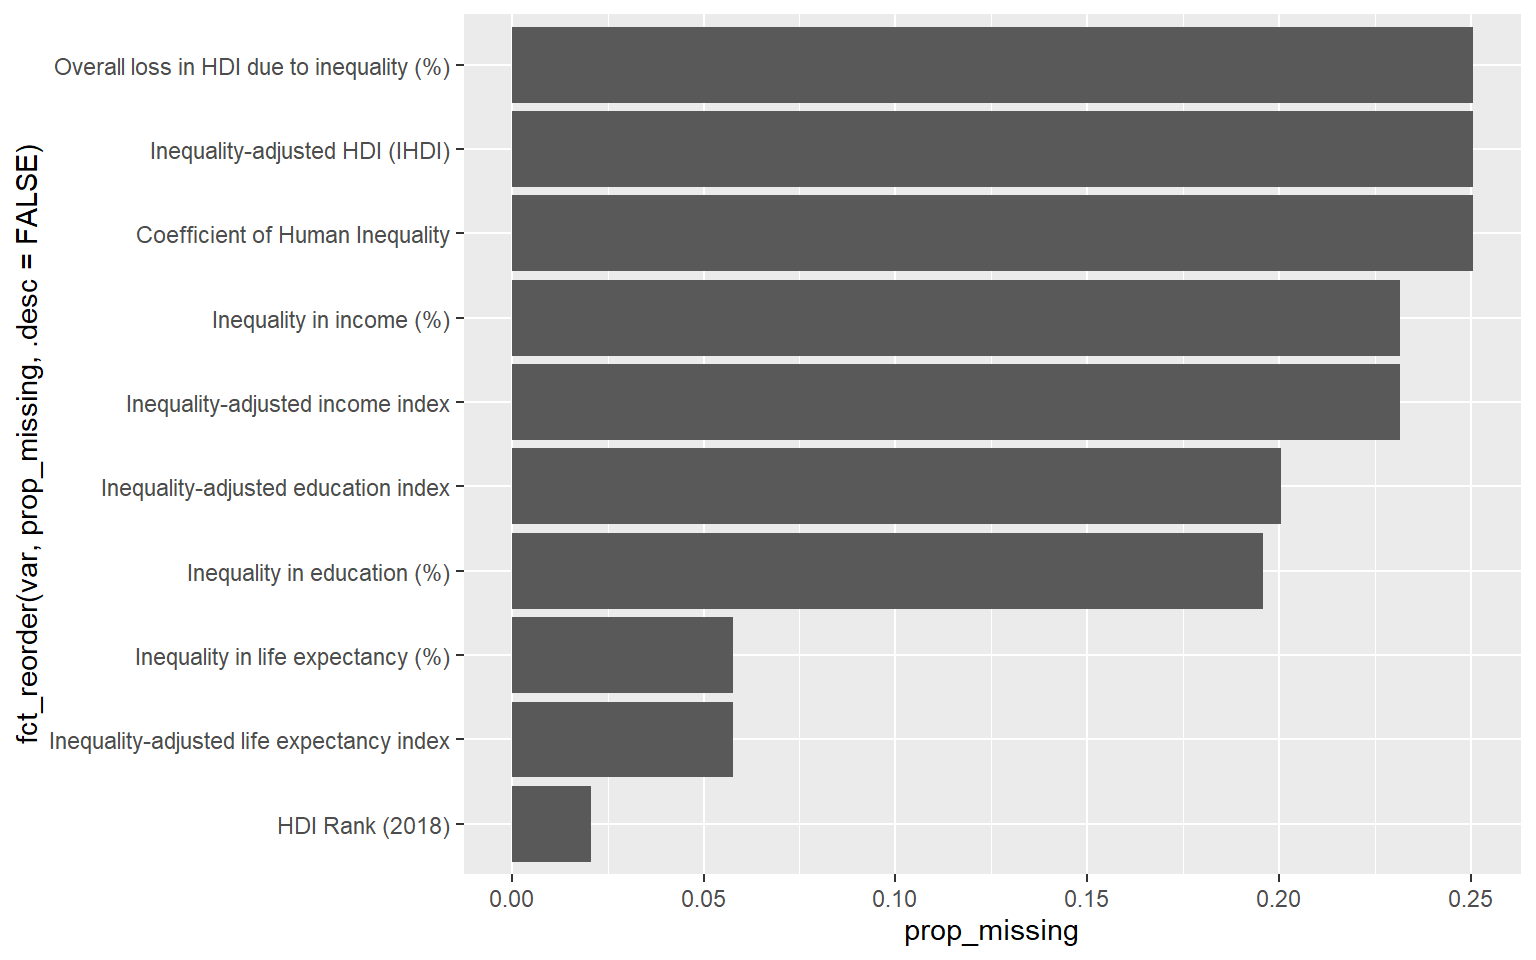 fct_reorder(var, prop_missing, .desc = FALSE)
Overall loss in HDI due to inequality (%)
Inequality-adjusted HDI (IHDI)
Coefficient of Human Inequality
Inequality in income (%)
Inequality-adjusted income index
Inequality-adjusted education index
Inequality in education (%)
Inequality in life expectancy (%)
Inequality-adjusted life expectancy index
HDI Rank (2018)
0.00 0.05 0.10 0.15 0.20 0.25
prop_missing